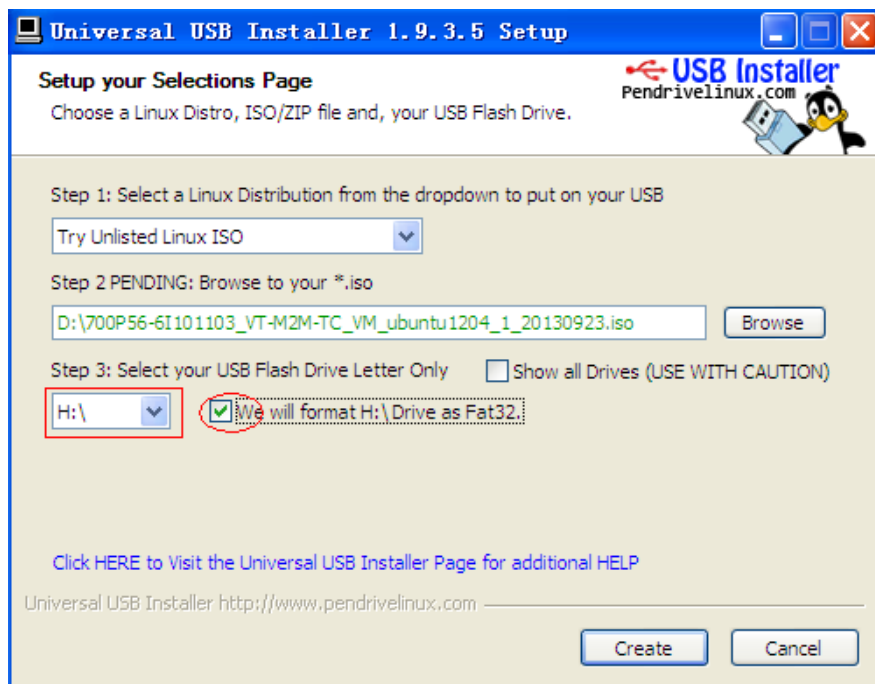 Universal USB Installer 1.9.3.5 Setup
Setup your Selections Page
Choose a Linux Distro, ISO/ZIP file and, your USB Flash Drive.
USB Installer
Pendrivelinux.com
Step 1: Select a Linux Distribution from the dropdown to put on your USB
Try Unlisted Linux ISO
Step 2 PENDING: Browse to your *.iso
D:\700P56-6I101103_VT-M2M-TC_VM_ubuntu1204_1_20130923.iso
Browse
Step 3: Select your USB Flash Drive Letter Only
Show all Drives (USE WITH CAUTION)
H:\
We will format H:\ Drive as Fat32.
Click HERE to Visit the Universal USB Installer Page for additional HELP
Universal USB Installer http://www.pendrivelinux.com
Create
Cancel